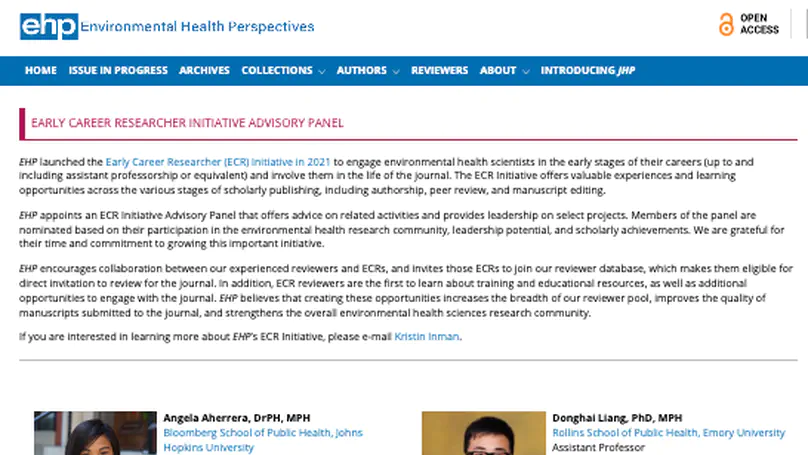 ehp Environmental Health Perspectives
OPEN ACCESS
HOME ISSUE IN PROGRESS ARCHIVES COLLECTIONS AUTHORS REVIEWERS ABOUT INTRODUCING JHP
EARLY CAREER RESEARCHER INITIATIVE ADVISORY PANEL
EHP launched the Early Career Researcher (ECR) Initiative in 2021 to engage environmental health scientists in the early stages of their careers (up to and
including assistant professorship or equivalent) and involve them in the life of the journal. The ECR Initiative offers valuable experiences and learning
opportunities across the various stages of scholarly publishing, including authorship, peer review, and manuscript editing.
EHP appoints an ECR Initiative Advisory Panel that offers advice on related activities and provides leadership on select projects. Members of the panel are
nominated based on their participation in the environmental health research community, leadership potential, and scholarly achievements. We are grateful for
their time and commitment to growing this important initiative.
EHP encourages collaboration between our experienced reviewers and ECRs, and invites those ECRs to join our reviewer database, which makes them eligible for
direct invitation to review for the journal. In addition, ECR reviewers are the first to learn about training and educational resources, as well as additional
opportunities to engage with the journal. EHP believes that creating these opportunities increases the breadth of our reviewer pool, improves the quality of
manuscripts submitted to the journal, and strengthens the overall environmental health sciences research community.
If you are interested in learning more about EHP's ECR Initiative, please e-mail Kristin Inman.
Angela Aherrera, DrPH, MPH
Bloomberg School of Public Health, Johns
Hopkins University
Donghai Liang, PhD, MPH
Rollins School of Public Health, Emory University
Assistant Professor